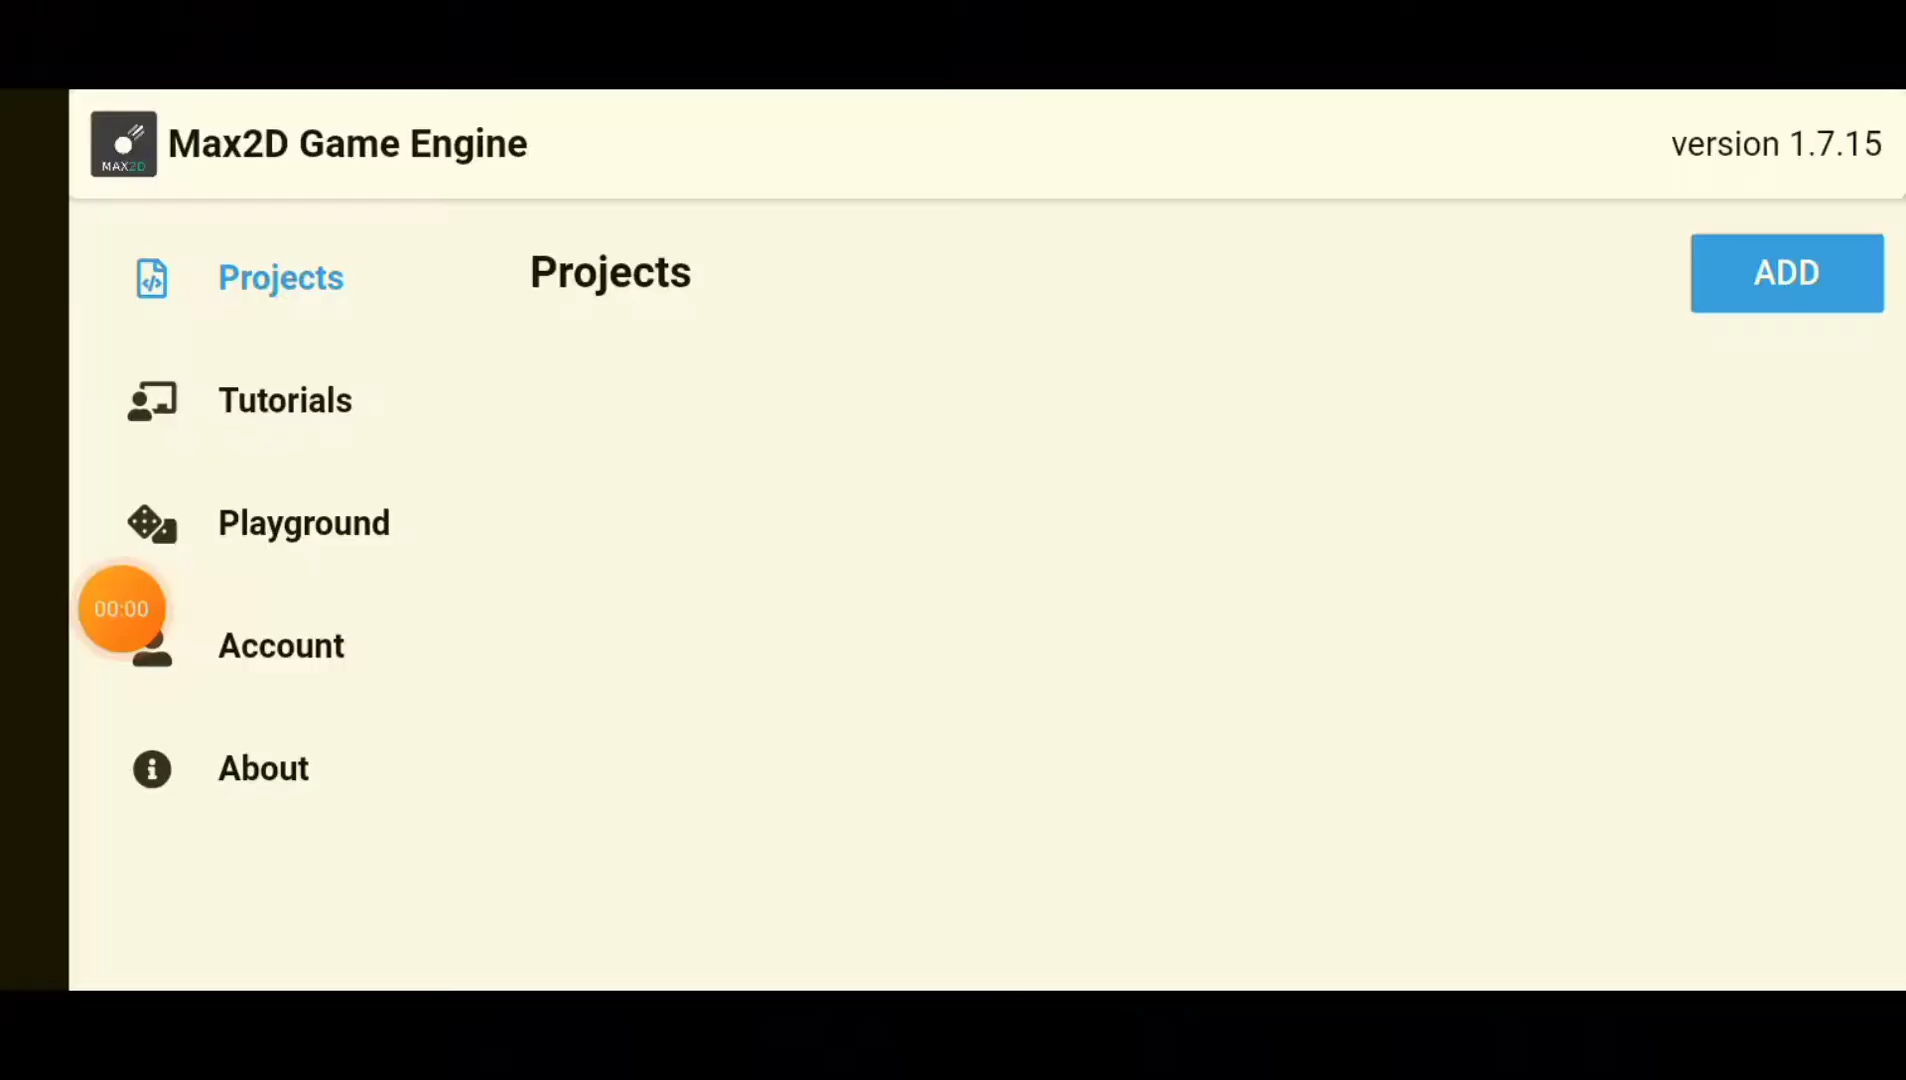 MAX2D
Max2D Game Engine
version 1.7.15
Projects
Projects
ADD
Tutorials
Playground
00:00
Account
About